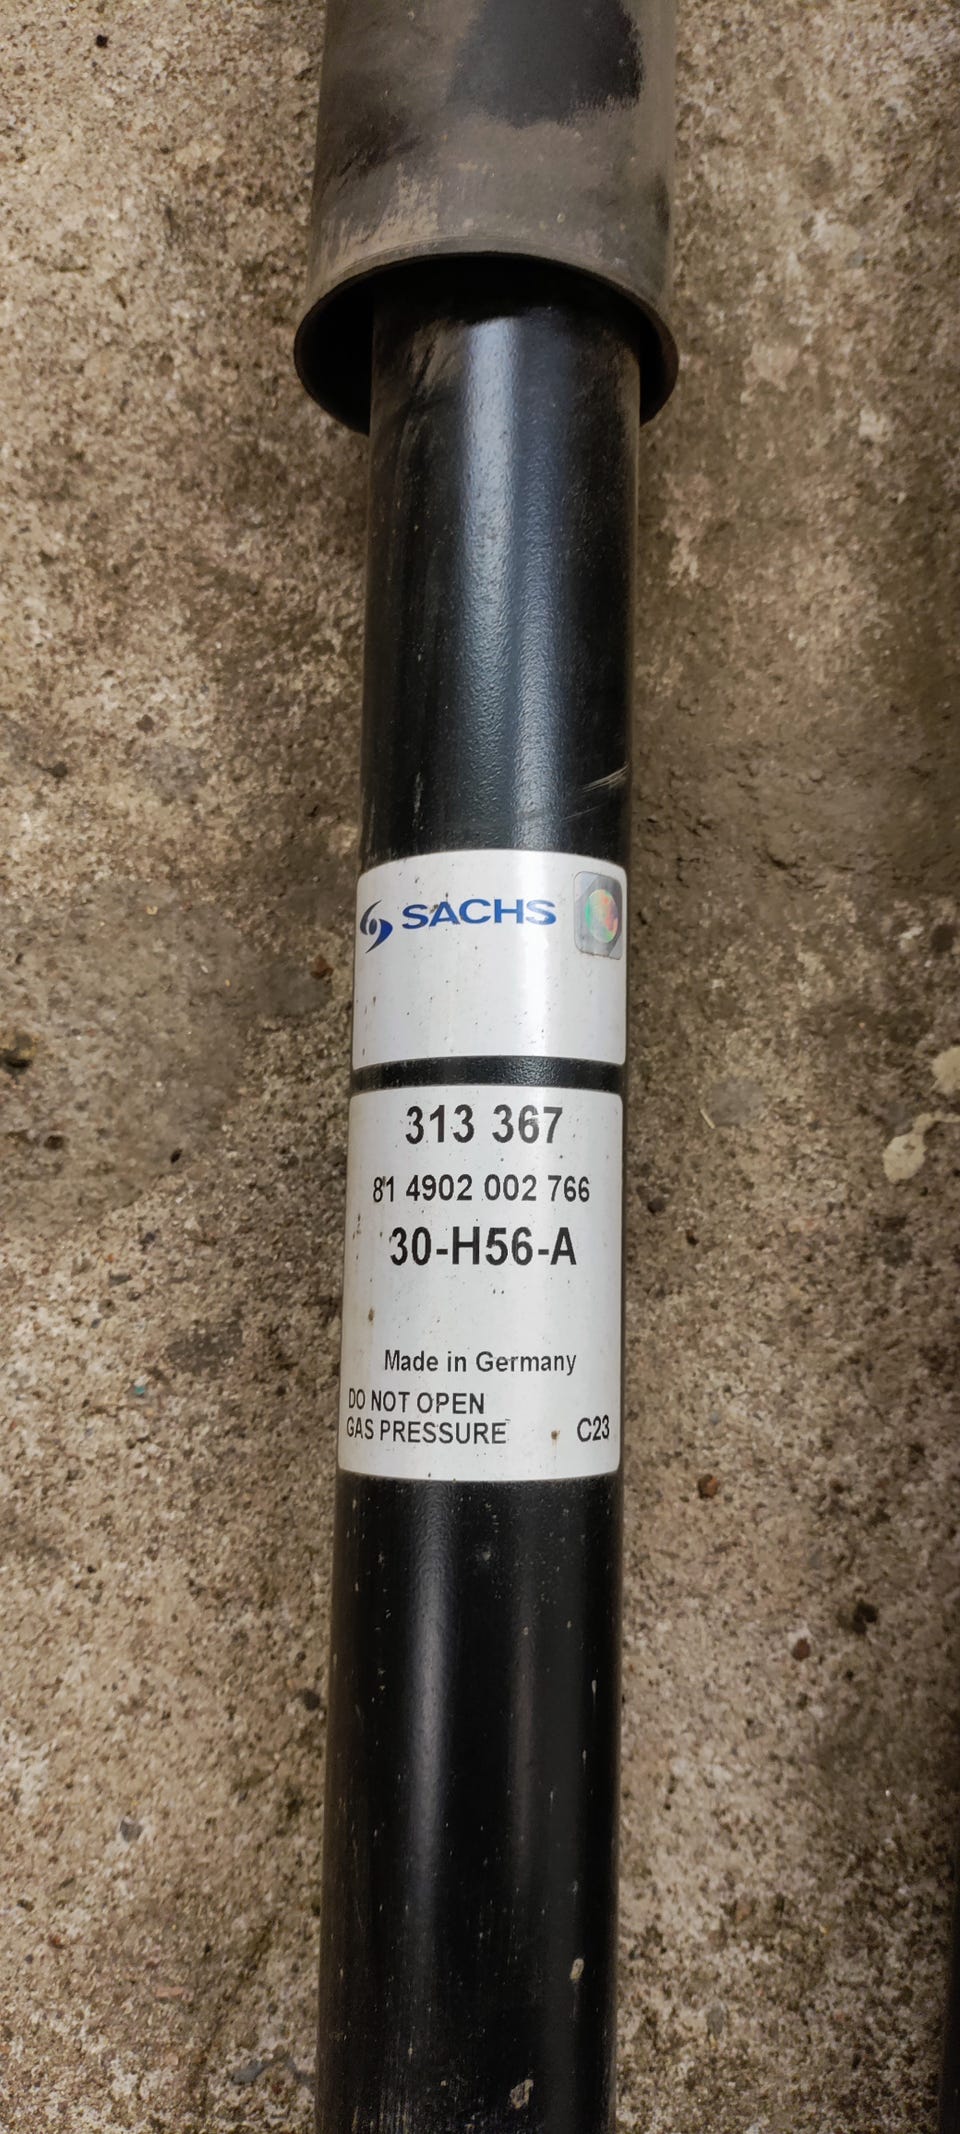 SACHS
313 367
81 4902 002 766
30-H56-A
Made in Germany
DO NOT OPEN
GAS PRESSURE C23